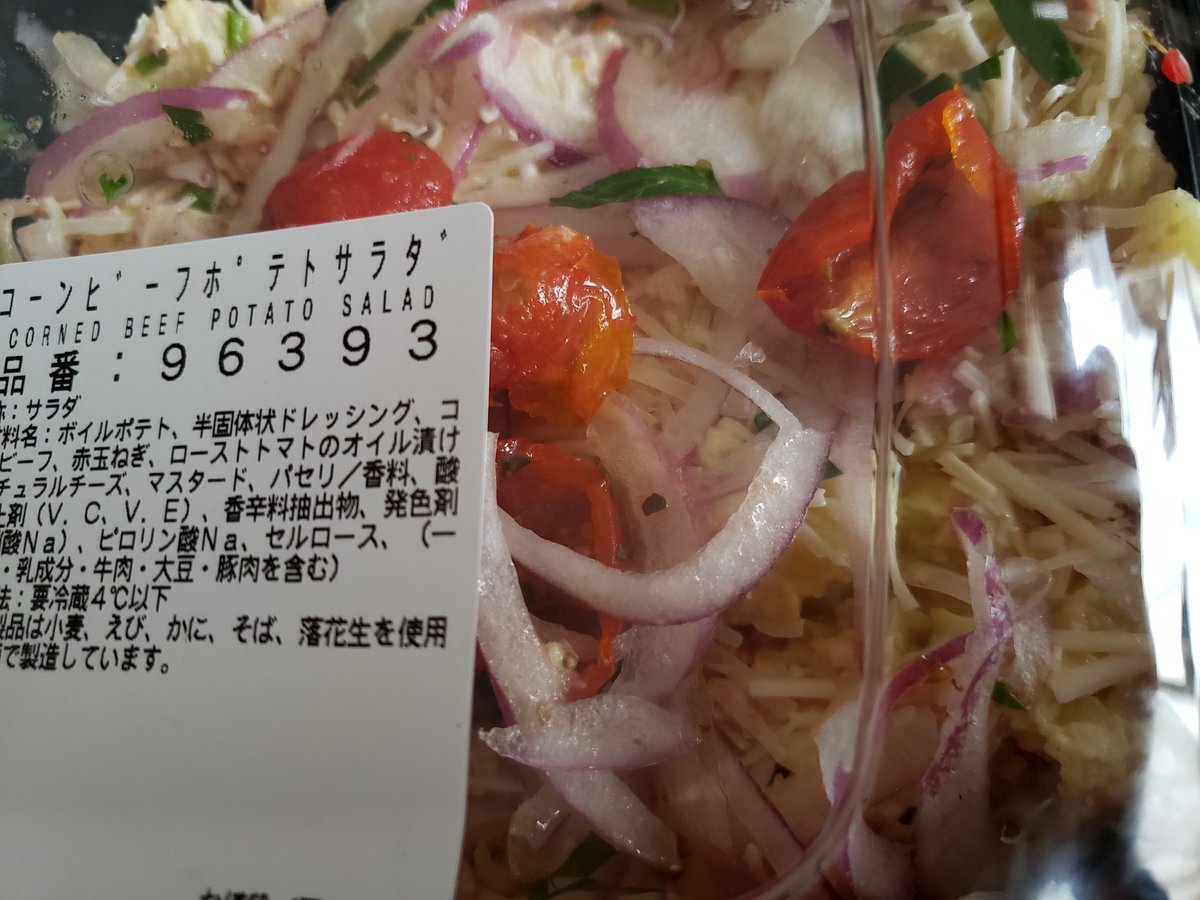 コーンビーフポテトサラダ
CORNED BEEF POTATO SALAD
品番:96393
称:サラダ
材料名:ボイルポテト、半固体状ドレッシング、コ
ビーフ、赤玉ねぎ、ローストトマトのオイル漬け
チュラルチーズ、マスタード、パセリ/香料、酸
止剤(V.C、V.E)、香辛料抽出物、発色剤
酸Na)、ピロリン酸Na、セルロース、(一
・乳成分・牛肉・大豆・豚肉を含む)
法:要冷蔵4℃以下
製品は小麦、えび、かに、そば、落花生を使用
で製造しています。